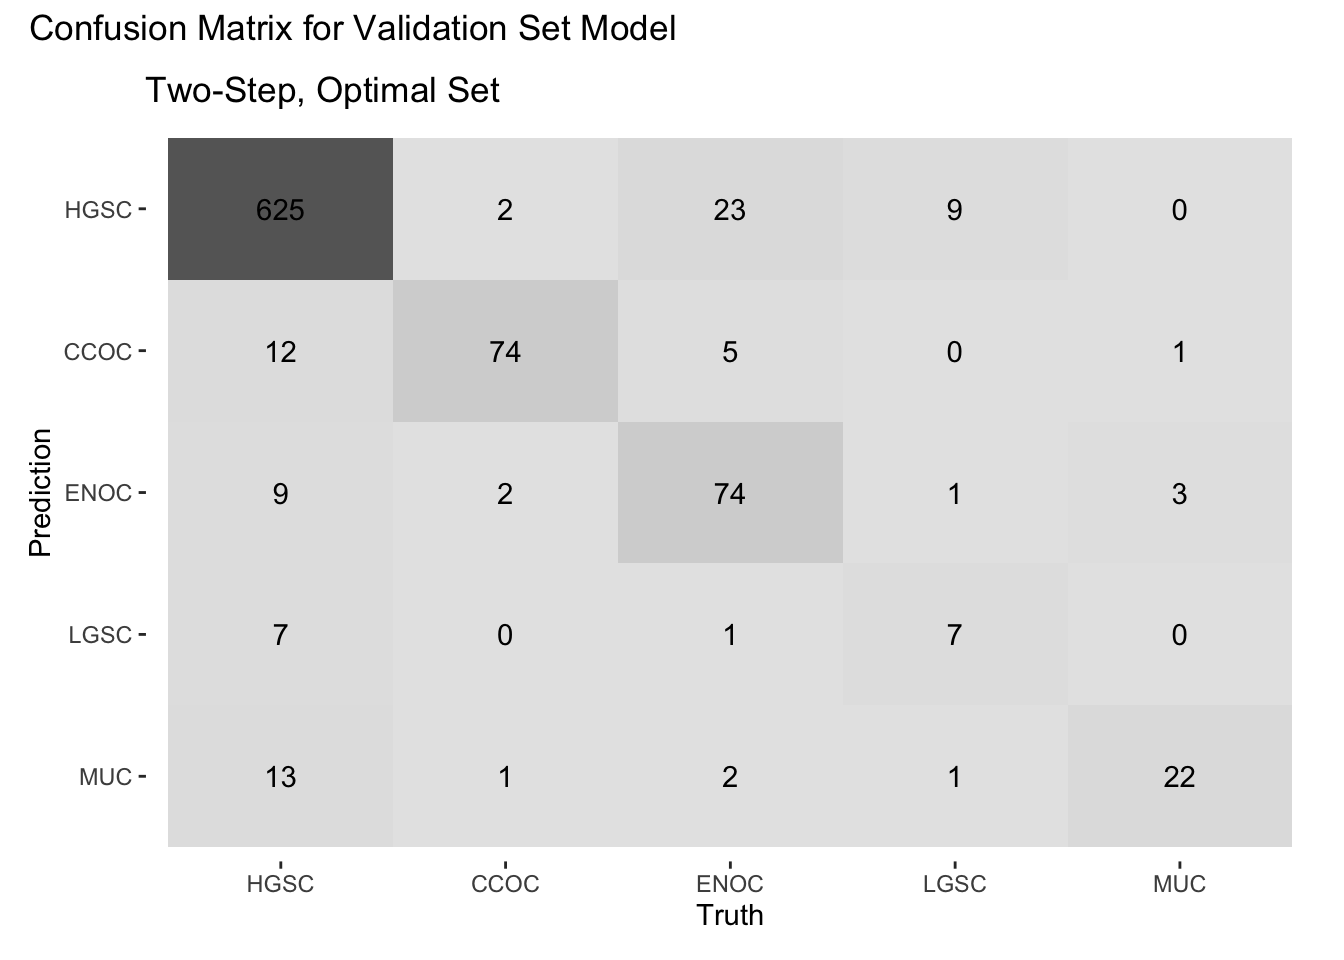 Confusion Matrix for Validation Set Model
Two-Step, Optimal Set
HGSC 625 2 23 9 0
CCOC 12 74 5 0 1
Prediction
ENOC 9 2 74 1 3
LGSC 7 0 1 7 0
MUC 13 1 2 1 22
HGSC CCOC ENOC LGSC MUC
Truth